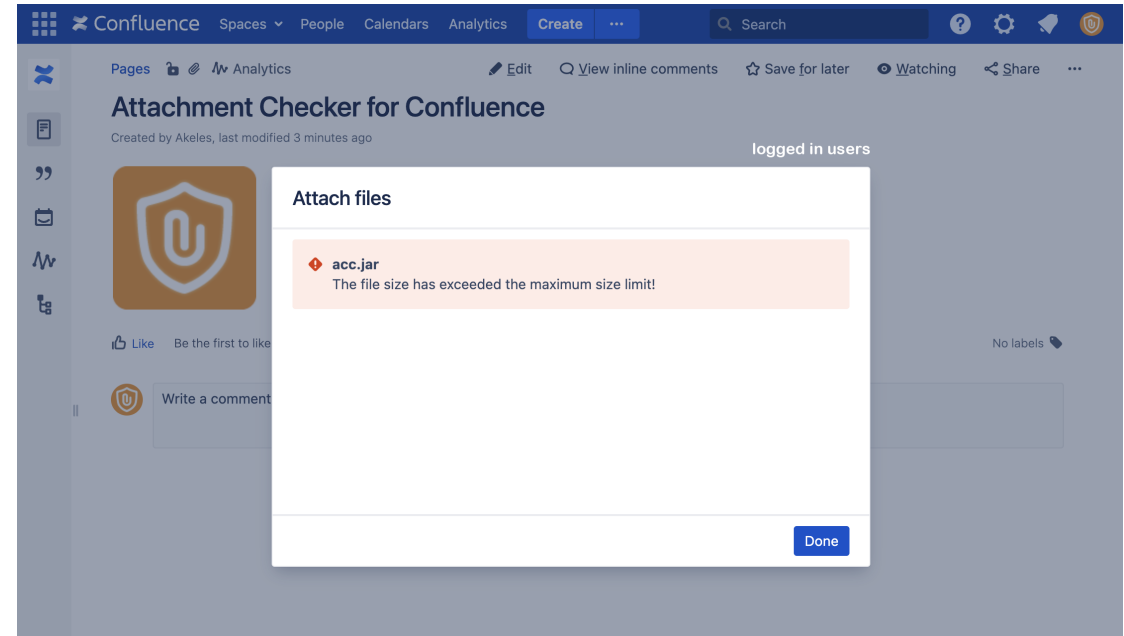 Confluence Spaces People Calendars Analytics Create ··· Search
Pages Analytics Edit View inline comments Save for later Watching Share ···
Attachment Checker for Confluence
Created by Akeles, last modified 3 minutes ago
logged in users
Attach files
acc.jar
The file size has exceeded the maximum size limit!
Like Be the first to like No labels
Write a comment
Done